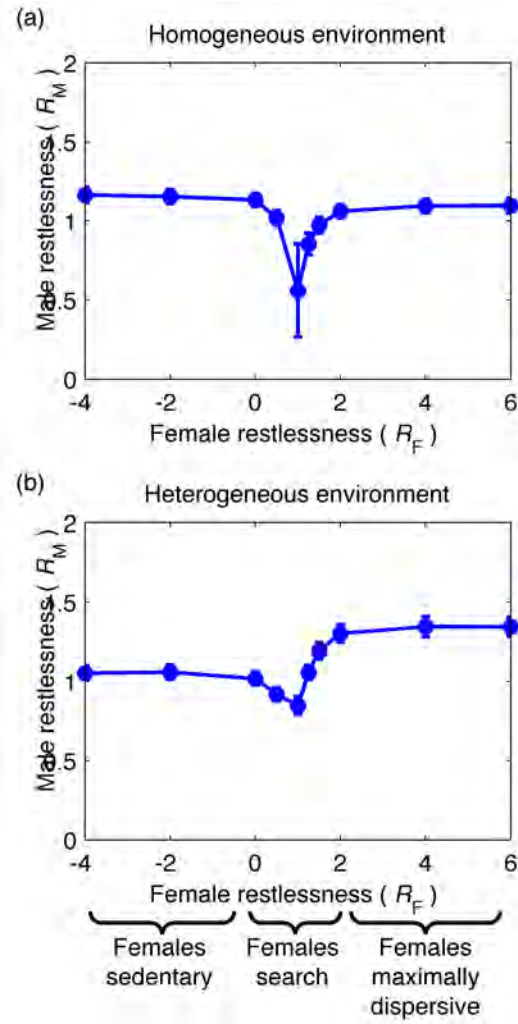 (a)
Homogeneous environment
2
1.5
1
0.5
0
Male restlessness ( R_M )
-4 -2 0 2 4 6
Female restlessness ( R_F )
(b)
Heterogeneous environment
2
1.5
1
0.5
0
Male restlessness ( R_M )
-4 -2 0 2 4 6
Female restlessness ( R_F )
Females Females Females
sedentary search maximally
dispersive